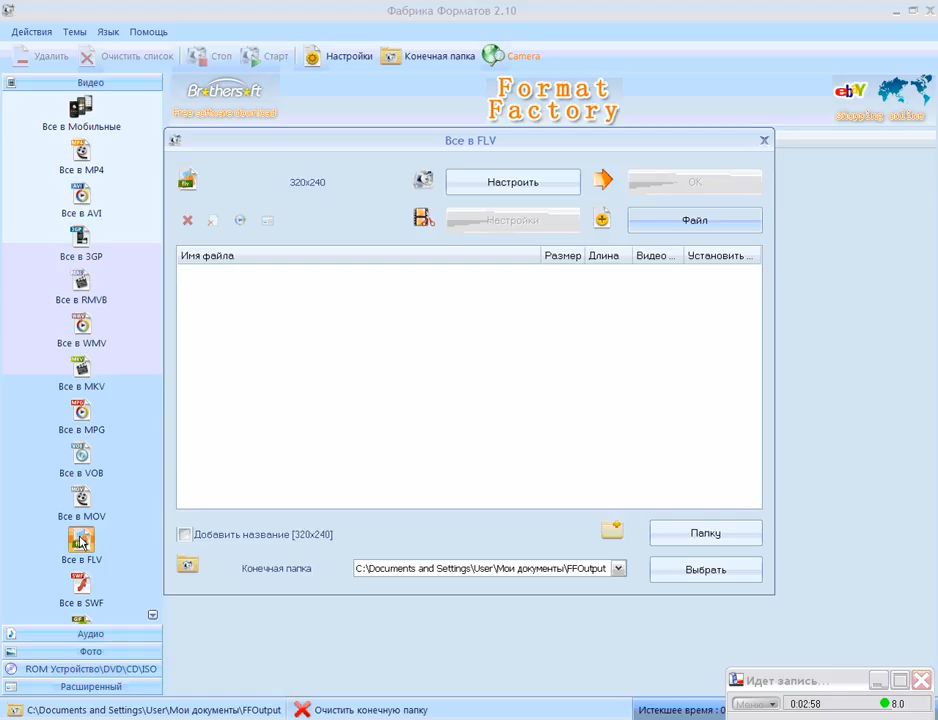 Фабрика Форматов 2.10
Действия Темы Язык Помощь
Удалить Очистить список Стоп Старт Настройки Конечная папка Camera
Видео
Brothersoft
Free software download
Format
Factory
ebY
Shopping online
Все в Мобильные
Все в MP4
Все в AVI
Все в 3GP
Все в RMVB
Все в WMV
Все в MKV
Все в MPG
Все в VOB
Все в MOV
Все в FLV
Все в SWF
Аудио
Фото
ROM Устройство\DVD\CD\ISO
Расширенный
Все в FLV
320x240 Настроить OK
Настройки Файл
Имя файла Размер Длина Видео ... Установить ...
Добавить название [320x240] Папку
Конечная папка C:\Documents and Settings\User\Мои документы\FFOutput Выбрать
Идет запись...
Меню 0:02:58 8.0
C:\Documents and Settings\User\Мои документы\FFOutput Очистить конечную папку Истекшее время : 0